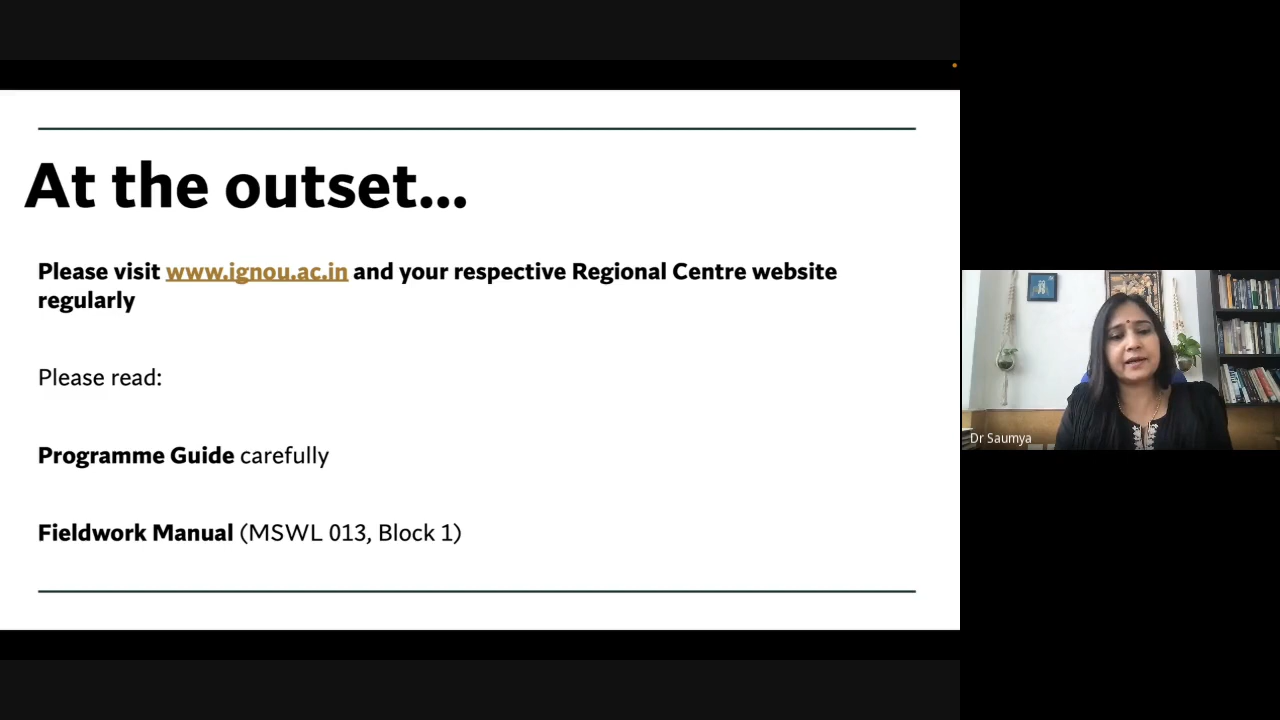 At the outset...
Please visit www.ignou.ac.in and your respective Regional Centre website
regularly
Please read:
Programme Guide carefully
Fieldwork Manual (MSWL 013, Block 1)
Dr Saumya